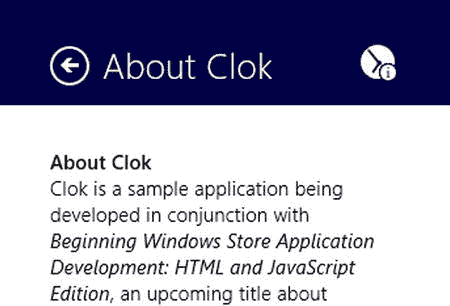 About Clok
About Clok
Clok is a sample application being
developed in conjunction with
Beginning Windows Store Application
Development: HTML and JavaScript
Edition, an upcoming title about